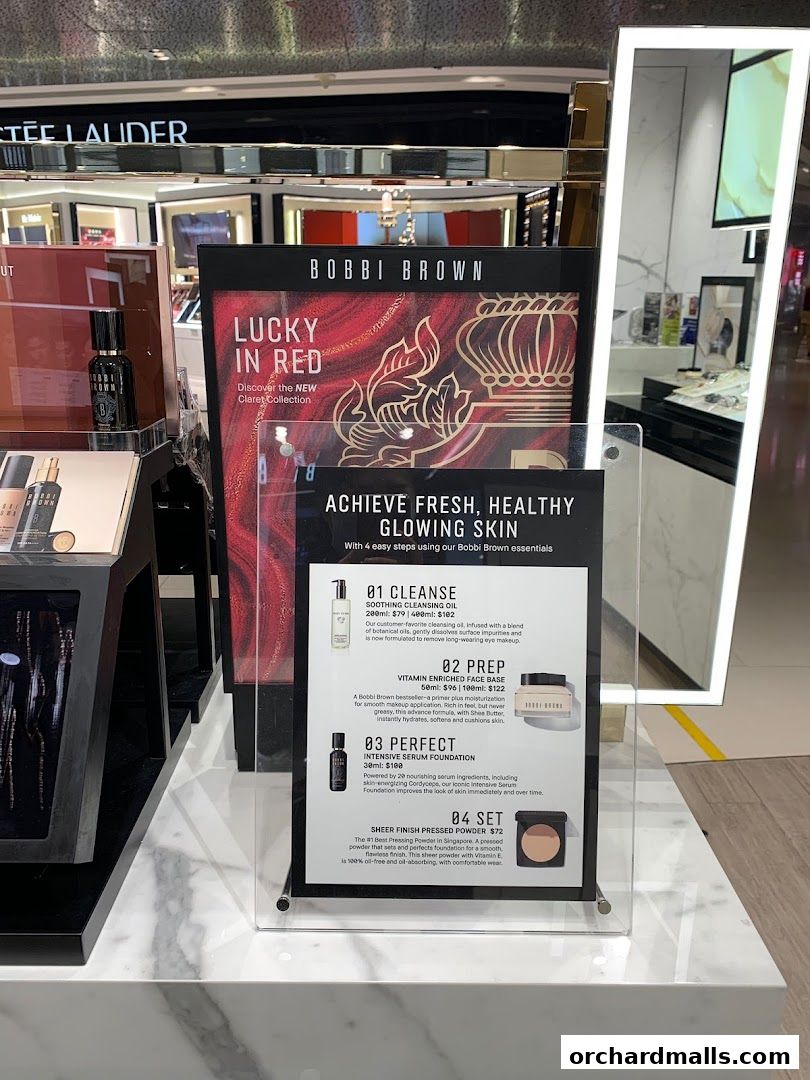 TĒE LAUDER
BOBBI BROWN
LUCKY
IN RED
Discover the NEW
Claret Collection
UT
BOBBI
BROWN
ACHIEVE FRESH, HEALTHY
GLOWING SKIN
With 4 easy steps using our Bobbi Brown essentials
01 CLEANSE
SOOTHING CLEANSING OIL
200ml: $79 | 400ml: $102
Our customer-favorite cleansing oil, infused with a blend
of botanical oils, gently dissolves surface impurities and
is now formulated to remove long-wearing eye makeup.
02 PREP
VITAMIN ENRICHED FACE BASE
50ml: $96 | 100ml: $122
A Bobbi Brown bestseller—a primer plus moisturization
for smooth makeup application. Rich in feel, but never
greasy, this advance formula, with Shea Butter,
instantly hydrates, softens and cushions skin.
BOBBI BROWN
03 PERFECT
INTENSIVE SERUM FOUNDATION
30ml: $100
Powered by 20 nourishing serum ingredients, including
skin-energizing Cordyceps, our iconic Intensive Serum
Foundation improves the look of skin immediately and over time.
04 SET
SHEER FINISH PRESSED POWDER $72
The #1 Best Pressing Powder in Singapore. A pressed
powder that sets and perfects foundation for a smooth,
flawless finish. This sheer powder with Vitamin E,
is 100% oil-free and oil-absorbing, with comfortable wear.
orchardmalls.com